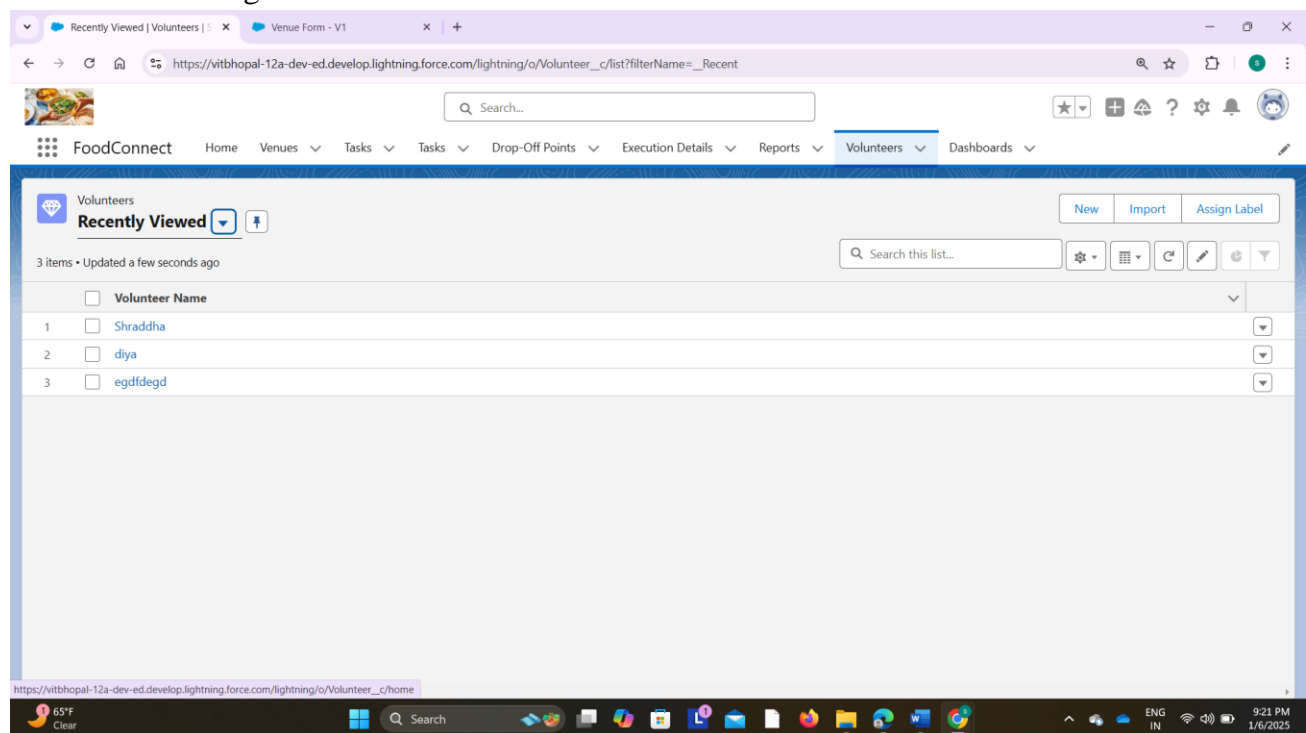 Recently Viewed | Volunteers | S
Venue Form - V1
https://vitbhopal-12a-dev-ed.develop.lightning.force.com/lightning/o/Volunteer__c/list?filterName=__Recent
s
Search...
FoodConnect Home Venues Tasks Tasks Drop-Off Points Execution Details Reports Volunteers Dashboards
Volunteers
Recently Viewed
New Import Assign Label
3 items • Updated a few seconds ago
Search this list...
Volunteer Name
1 Shraddha
2 diya
3 egdfdegd
https://vitbhopal-12a-dev-ed.develop.lightning.force.com/lightning/o/Volunteer__c/home
1 65°F
Clear
Search
1
ENG
IN
9:21 PM
1/6/2025